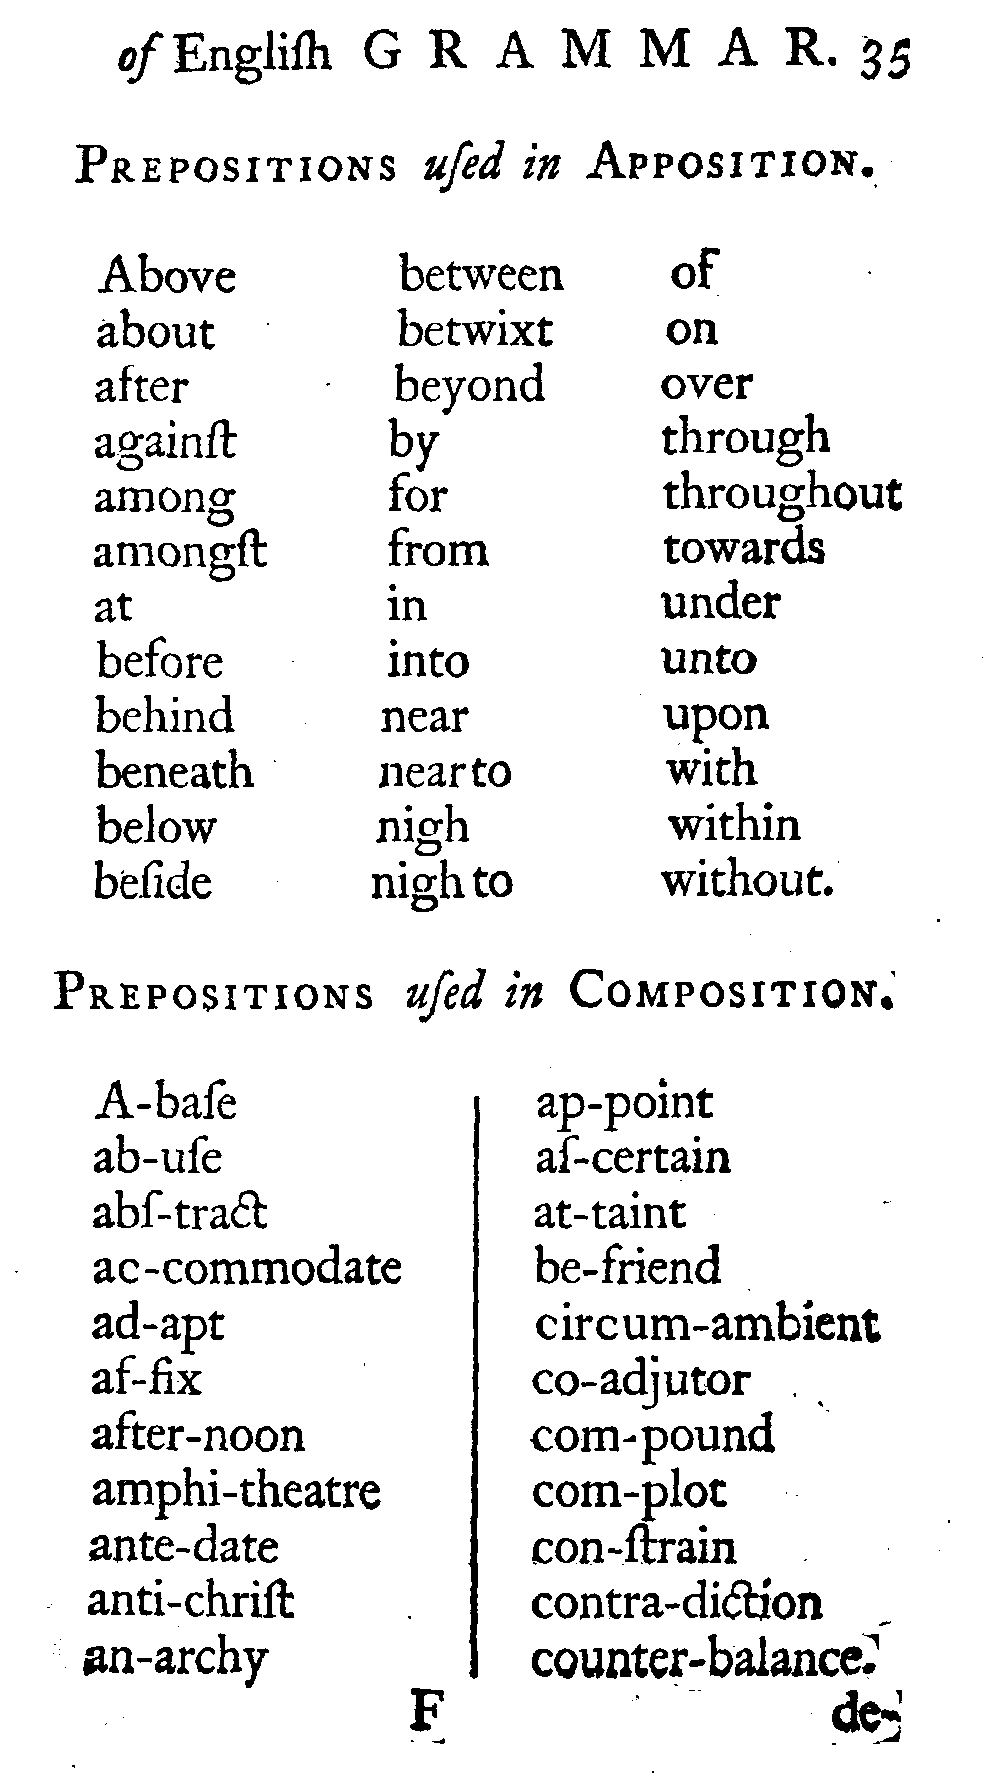 of Engliſh GRAMMAR. 35
PREPOSITIONS uſed in APPOSITION.
Above between of
about betwixt on
after beyond over
againſt by through
among for throughout
amongſt from towards
at in under
before into unto
behind near upon
beneath near to with
below nigh within
beſide nigh to without.
PREPOSITIONS uſed in COMPOSITION.
A-baſe
ab-uſe
abſ-tract
ac-commodate
ad-apt
af-fix
after-noon
amphi-theatre
ante-date
anti-chriſt
an-archy
ap-point
aſ-certain
at-taint
be-friend
circum-ambient
co-adjutor
com-pound
com-plot
con-ſtrain
contra-diction
counter-balance.
F de-